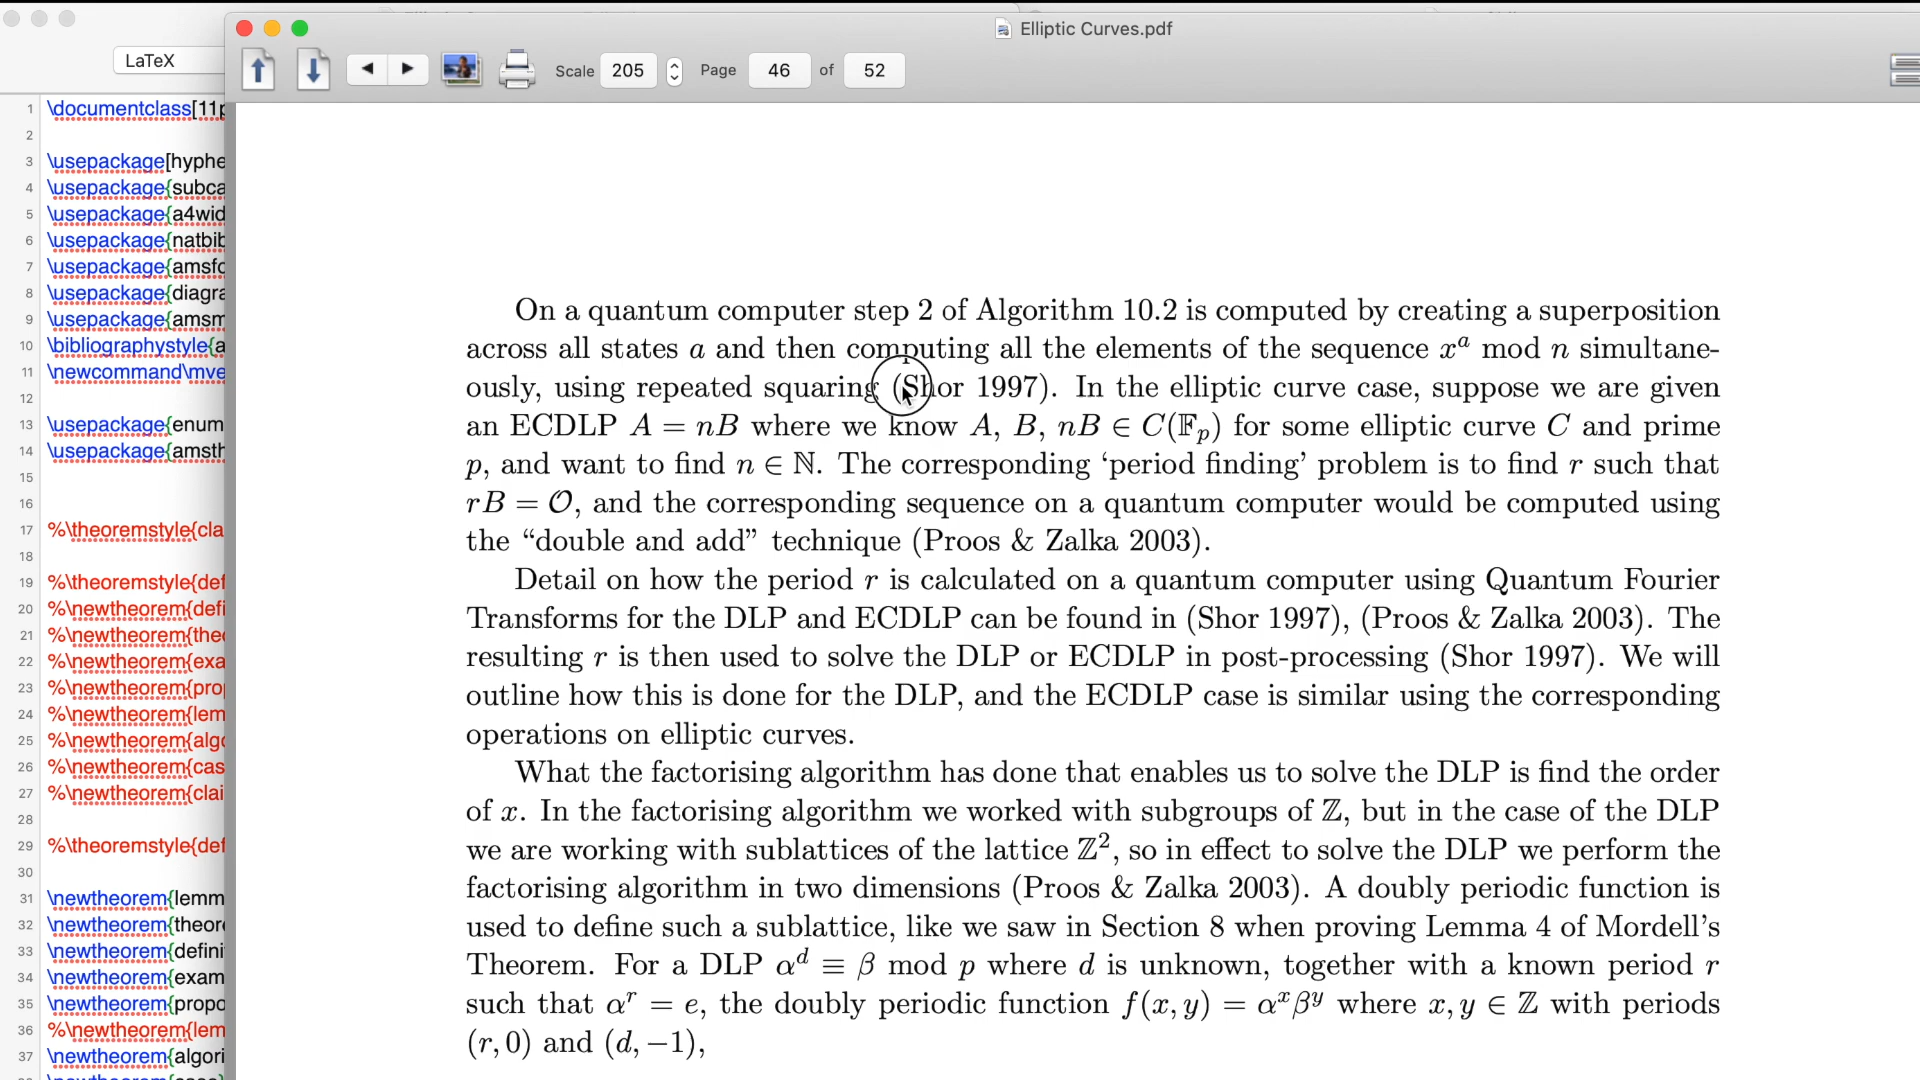 Elliptic Curves.pdf
LaTeX
Scale 205 Page 46 of 52
1 \documentclass[11p
2
3 \usepackage[hyphe
4 \usepackage{subca
5 \usepackage{a4wid
6 \usepackage{natbib
7 \usepackage{amsfo
8 \usepackage{diagra
9 \usepackage{amsm
10 \bibliographystyle{a
11 \newcommand\mve
12
13 \usepackage{enum
14 \usepackage{amsth
15
16
17 %\theoremstyle{cla
18
19 %\theoremstyle{def
20 %\newtheorem{defi
21 %\newtheorem{theo
22 %\newtheorem{exa
23 %\newtheorem{prop
24 %\newtheorem{lem
25 %\newtheorem{algo
26 %\newtheorem{cas
27 %\newtheorem{clai
28
29 %\theoremstyle{def
30
31 \newtheorem{lemm
32 \newtheorem{theor
33 \newtheorem{defini
34 \newtheorem{exam
35 \newtheorem{propo
36 %\newtheorem{lem
37 \newtheorem{algori
On a quantum computer step 2 of Algorithm 10.2 is computed by creating a superposition
across all states a and then computing all the elements of the sequence xᵃ mod n simultane-
ously, using repeated squaring (Shor 1997). In the elliptic curve case, suppose we are given
an ECDLP A = nB where we know A, B, nB ∈ C(𝔽ₚ) for some elliptic curve C and prime
p, and want to find n ∈ ℕ. The corresponding ‘period finding’ problem is to find r such that
rB = 𝒪, and the corresponding sequence on a quantum computer would be computed using
the “double and add” technique (Proos & Zalka 2003).
Detail on how the period r is calculated on a quantum computer using Quantum Fourier
Transforms for the DLP and ECDLP can be found in (Shor 1997), (Proos & Zalka 2003). The
resulting r is then used to solve the DLP or ECDLP in post-processing (Shor 1997). We will
outline how this is done for the DLP, and the ECDLP case is similar using the corresponding
operations on elliptic curves.
What the factorising algorithm has done that enables us to solve the DLP is find the order
of x. In the factorising algorithm we worked with subgroups of ℤ, but in the case of the DLP
we are working with sublattices of the lattice ℤ², so in effect to solve the DLP we perform the
factorising algorithm in two dimensions (Proos & Zalka 2003). A doubly periodic function is
used to define such a sublattice, like we saw in Section 8 when proving Lemma 4 of Mordell’s
Theorem. For a DLP αᵈ ≡ β mod p where d is unknown, together with a known period r
such that αʳ = e, the doubly periodic function f(x, y) = αˣβʸ where x, y ∈ ℤ with periods
(r, 0) and (d, −1),